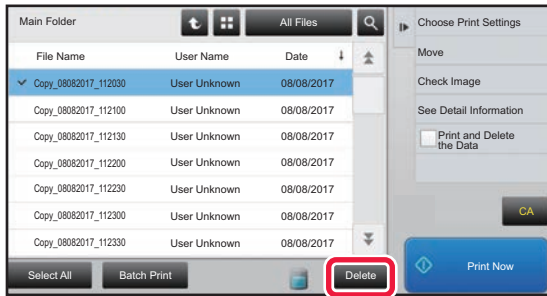 Main Folder
All Files
File Name User Name Date
Copy_08082017_112030 User Unknown 08/08/2017
Copy_08082017_112100 User Unknown 08/08/2017
Copy_08082017_112130 User Unknown 08/08/2017
Copy_08082017_112200 User Unknown 08/08/2017
Copy_08082017_112230 User Unknown 08/08/2017
Copy_08082017_112300 User Unknown 08/08/2017
Copy_08082017_112330 User Unknown 08/08/2017
Select All Batch Print Delete
Choose Print Settings
Move
Check Image
See Detail Information
Print and Delete
the Data
CA
Print Now